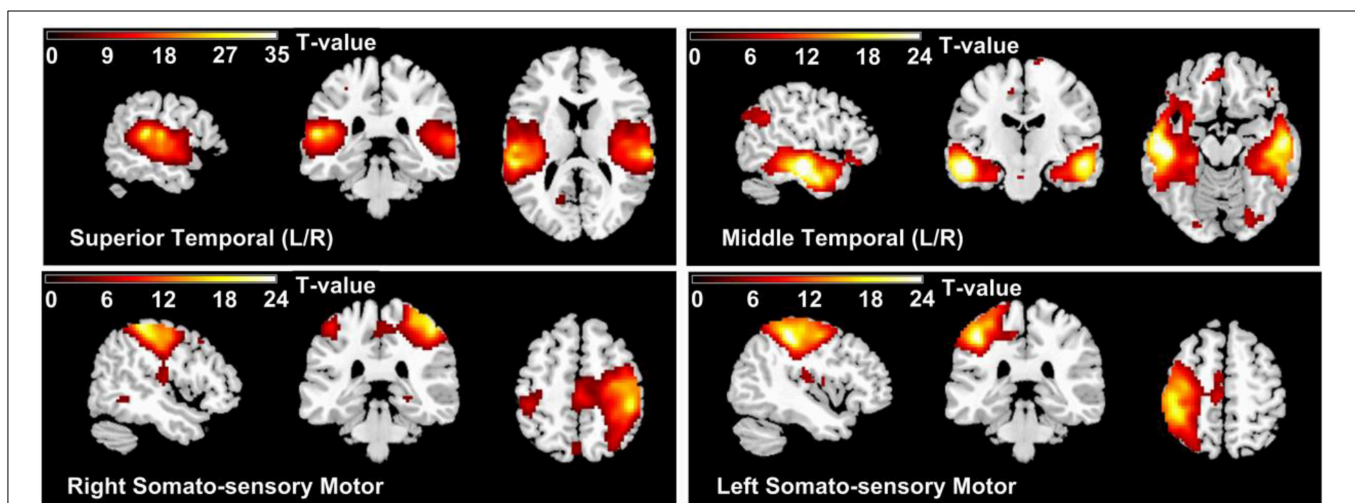 T-value
0 9 18 27 35
Superior Temporal (L/R)
T-value
0 6 12 18 24
Middle Temporal (L/R)
T-value
0 6 12 18 24
Right Somato-sensory Motor
T-value
0 6 12 18 24
Left Somato-sensory Motor